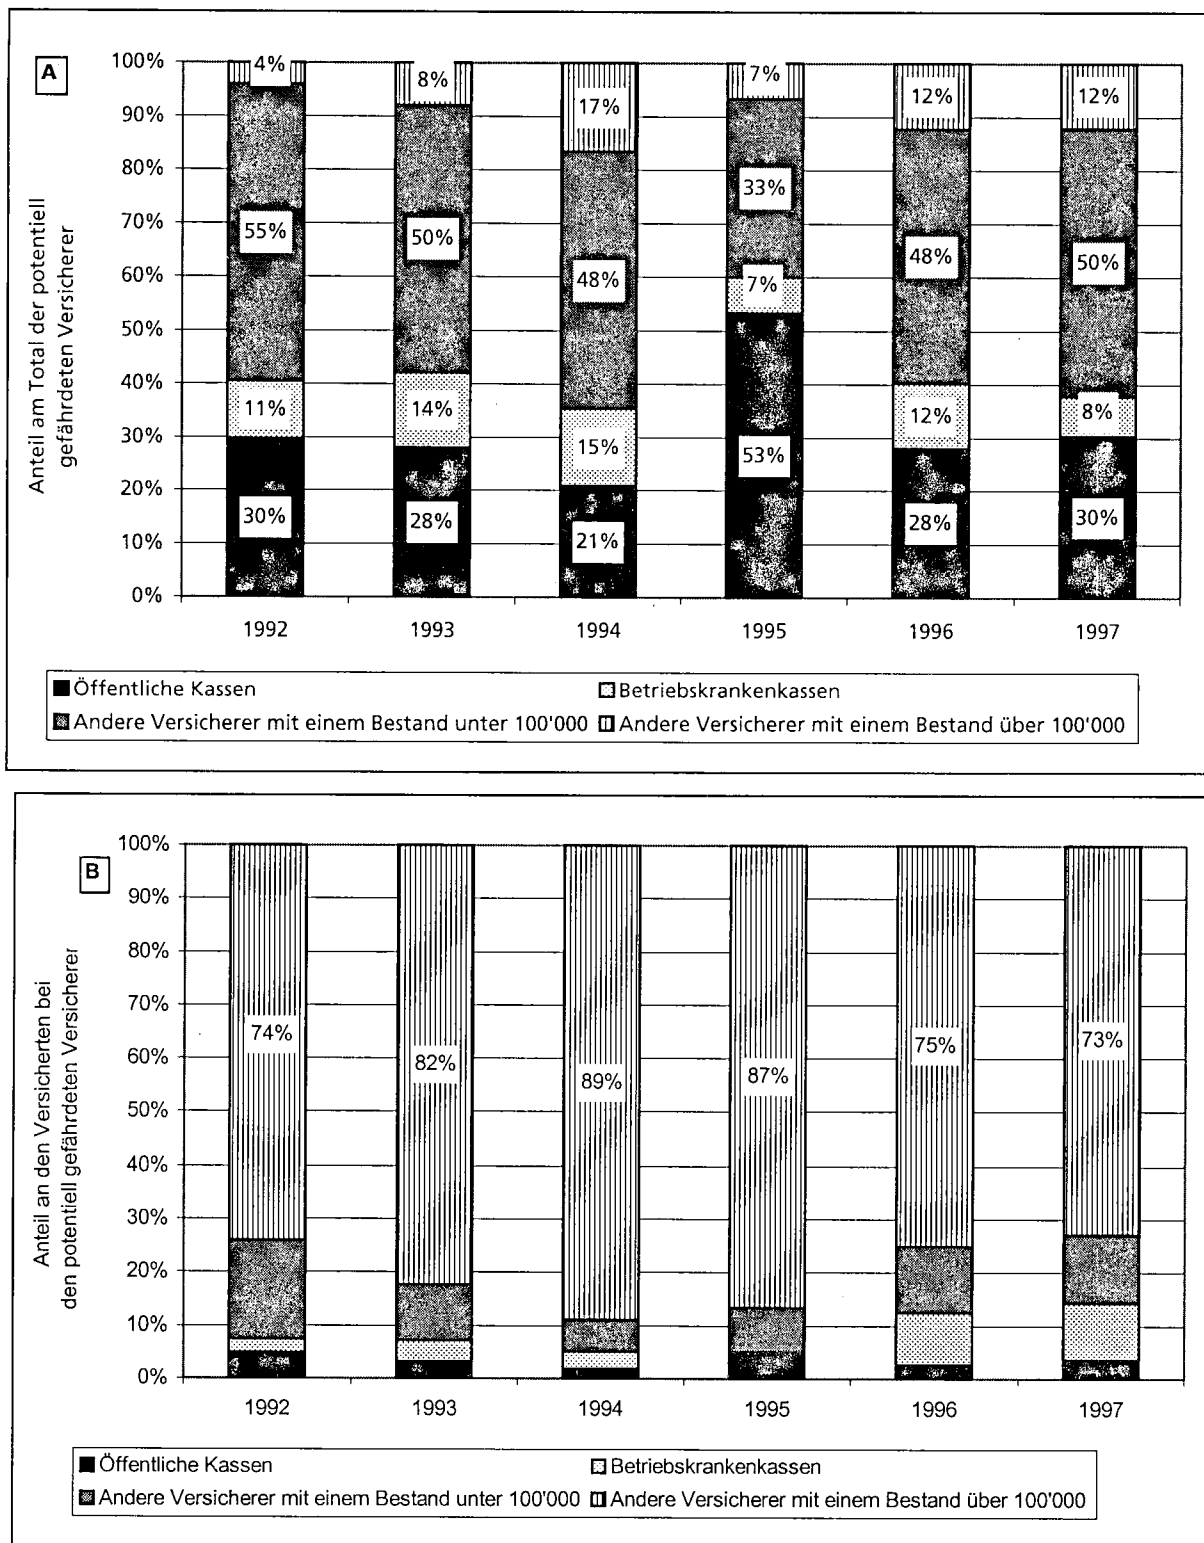 A
Anteil am Total der potentiell
gefährdeten Versicherer
100%
90%
80%
70%
60%
50%
40%
30%
20%
10%
0%
4% 8% 17% 7% 12% 12%
55% 50% 48% 33% 48% 50%
11% 14% 15% 7% 12% 8%
30% 28% 21% 53% 28% 30%
1992 1993 1994 1995 1996 1997
Öffentliche Kassen Betriebskrankenkassen
Andere Versicherer mit einem Bestand unter 100'000 Andere Versicherer mit einem Bestand über 100'000
B
Anteil an den Versicherten bei
den potentiell gefährdeten Versicherer
100%
90%
80%
70%
60%
50%
40%
30%
20%
10%
0%
74% 82% 89% 87% 75% 73%
1992 1993 1994 1995 1996 1997
Öffentliche Kassen Betriebskrankenkassen
Andere Versicherer mit einem Bestand unter 100'000 Andere Versicherer mit einem Bestand über 100'000